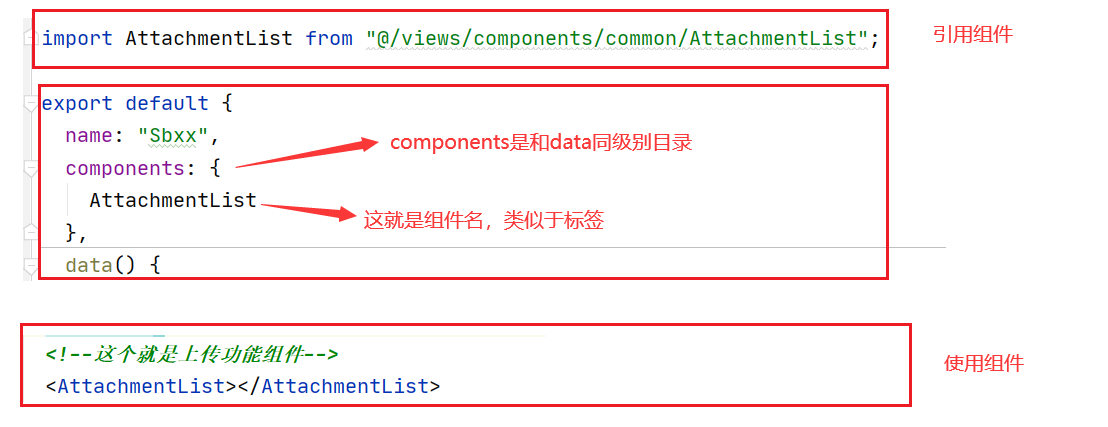 import AttachmentList from "@/views/components/common/AttachmentList";
引用组件
export default {
name: "Sbxx",
components是和data同级别目录
components: {
AttachmentList
这就是组件名，类似于标签
},
data() {
<!--这个就是上传功能组件-->
使用组件
<AttachmentList></AttachmentList>